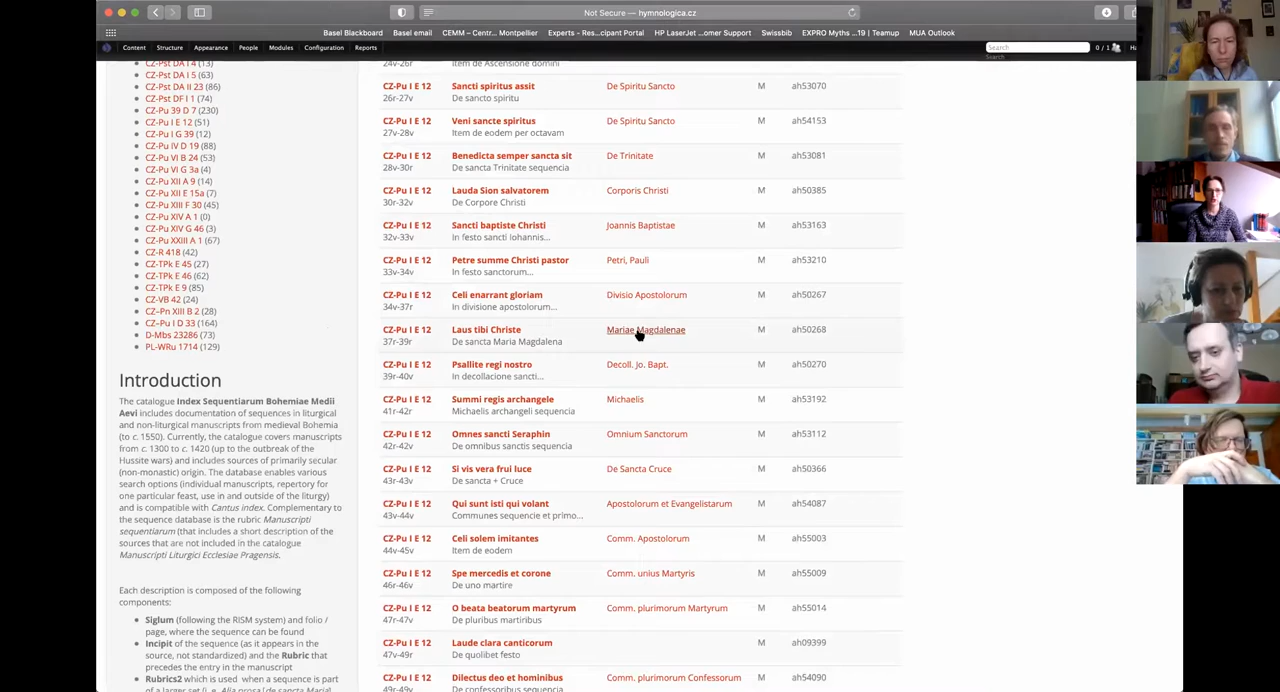 Not Secure — hymnologica.cz
Basel Blackboard Basel email CEMM – Centr... Montpellier Experts - Res...cipant Portal HP LaserJet ...omer Support Swissbib EXPRO Myths ...19 | Teamup MUA Outlook
Content Structure Appearance People Modules Configuration Reports Search 0 / 1 Ha
Search
CZ-Pst DA I 4 (13)
CZ-Pst DA I 5 (63)
CZ-Pst DA II 23 (86)
CZ-Pst DF I 1 (74)
CZ-Pu 39 D 7 (230)
CZ-Pu I E 12 (51)
CZ-Pu I G 39 (12)
CZ-Pu IV D 19 (88)
CZ-Pu VI B 24 (53)
CZ-Pu VI G 3a (4)
CZ-Pu XII A 9 (14)
CZ-Pu XII E 15a (7)
CZ-Pu XIII F 30 (45)
CZ-Pu XIV A 1 (0)
CZ-Pu XIV G 46 (3)
CZ-Pu XXIII A 1 (67)
CZ-R 418 (42)
CZ-TPk E 45 (27)
CZ-TPk E 46 (62)
CZ-TPk E 9 (85)
CZ-VB 42 (24)
CZ–Pn XIII B 2 (28)
CZ–Pu I D 33 (164)
D-Mbs 23286 (73)
PL-WRu 1714 (129)
Introduction
The catalogue Index Sequentiarum Bohemiae Medii
Aevi includes documentation of sequences in liturgical
and non-liturgical manuscripts from medieval Bohemia
(to c. 1550). Currently, the catalogue covers manuscripts
from c. 1300 to c. 1420 (up to the outbreak of the
Hussite wars) and includes sources of primarily secular
(non-monastic) origin. The database enables various
search options (individual manuscripts, repertory for
one particular feast, use in and outside of the liturgy)
and is compatible with Cantus index. Complementary to
the sequence database is the rubric Manuscripti
sequentiarum (that includes a short description of the
sources that are not included in the catalogue
Manuscripti Liturgici Ecclesiae Pragensis.
Each description is composed of the following
components:
Siglum (following the RISM system) and folio /
page, where the sequence can be found
Incipit of the sequence (as it appears in the
source, not standardized) and the Rubric that
precedes the entry in the manuscript
Rubrics2 which is used when a sequence is part
of a larger set (i. e. Alia prosa [de sancta Maria]
24v-26r Item de Ascensione domini
CZ-Pu I E 12 Sancti spiritus assit De Spiritu Sancto M ah53070
26r-27v De sancto spiritu
CZ-Pu I E 12 Veni sancte spiritus De Spiritu Sancto M ah54153
27v-28v Item de eodem per octavam
CZ-Pu I E 12 Benedicta semper sancta sit De Trinitate M ah53081
28v-30r De sancta Trinitate sequencia
CZ-Pu I E 12 Lauda Sion salvatorem Corporis Christi M ah50385
30r-32v De Corpore Christi
CZ-Pu I E 12 Sancti baptiste Christi Joannis Baptistae M ah53163
32v-33v In festo sancti Iohannis...
CZ-Pu I E 12 Petre summe Christi pastor Petri, Pauli M ah53210
33v-34v In festo sanctorum...
CZ-Pu I E 12 Celi enarrant gloriam Divisio Apostolorum M ah50267
34v-37r In divisione apostolorum...
CZ-Pu I E 12 Laus tibi Christe Mariae Magdalenae M ah50268
37r-39r De sancta Maria Magdalena
CZ-Pu I E 12 Psallite regi nostro Decoll. Jo. Bapt. M ah50270
39r-40v In decollacione sancti...
CZ-Pu I E 12 Summi regis archangele Michaelis M ah53192
41r-42r Michaelis archangeli sequencia
CZ-Pu I E 12 Omnes sancti Seraphin Omnium Sanctorum M ah53112
42r-42v De omnibus sanctis sequencia
CZ-Pu I E 12 Si vis vera frui luce De Sancta Cruce M ah50366
43r-43v De sancta + Cruce
CZ-Pu I E 12 Qui sunt isti qui volant Apostolorum et Evangelistarum M ah54087
43v-44v Communes sequencie et primo...
CZ-Pu I E 12 Celi solem imitantes Comm. Apostolorum M ah55003
44v-45v Item de eodem
CZ-Pu I E 12 Spe mercedis et corone Comm. unius Martyris M ah55009
46r-46v De uno martire
CZ-Pu I E 12 O beata beatorum martyrum Comm. plurimorum Martyrum M ah55014
47r-47v De pluribus martiribus
CZ-Pu I E 12 Laude clara canticorum M ah09399
47v-49r De quolibet festo
CZ-Pu I E 12 Dilectus deo et hominibus Comm. plurimorum Confessorum M ah54090
49r-49v De confessoribus sequencia